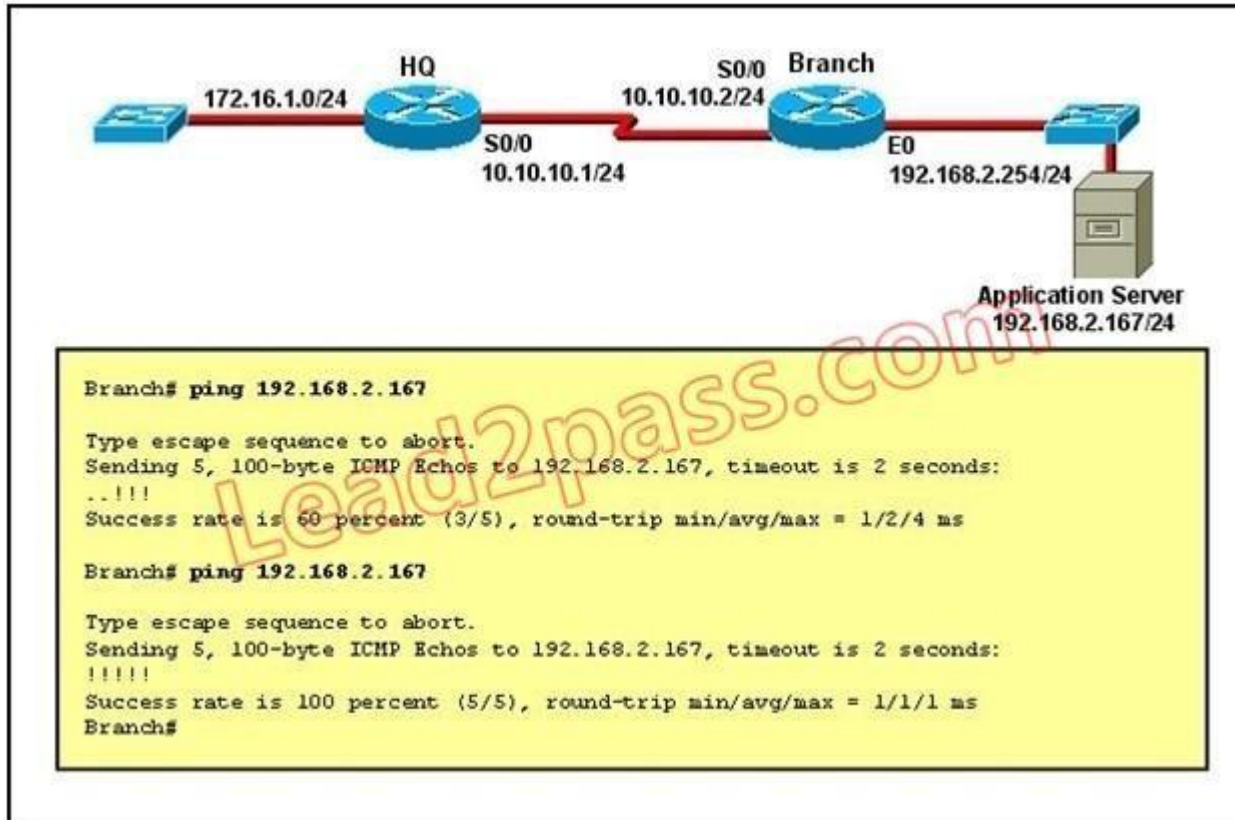 HQ
S0/0 Branch
172.16.1.0/24
10.10.10.2/24
S0/0
10.10.10.1/24
E0
192.168.2.254/24
Application Server
192.168.2.167/24
Lead2pass.com
Branch# ping 192.168.2.167
Type escape sequence to abort.
Sending 5, 100-byte ICMP Echos to 192.168.2.167, timeout is 2 seconds:
..!!!
Success rate is 60 percent (3/5), round-trip min/avg/max = 1/2/4 ms
Branch# ping 192.168.2.167
Type escape sequence to abort.
Sending 5, 100-byte ICMP Echos to 192.168.2.167, timeout is 2 seconds:
!!!!!
Success rate is 100 percent (5/5), round-trip min/avg/max = 1/1/1 ms
Branch#